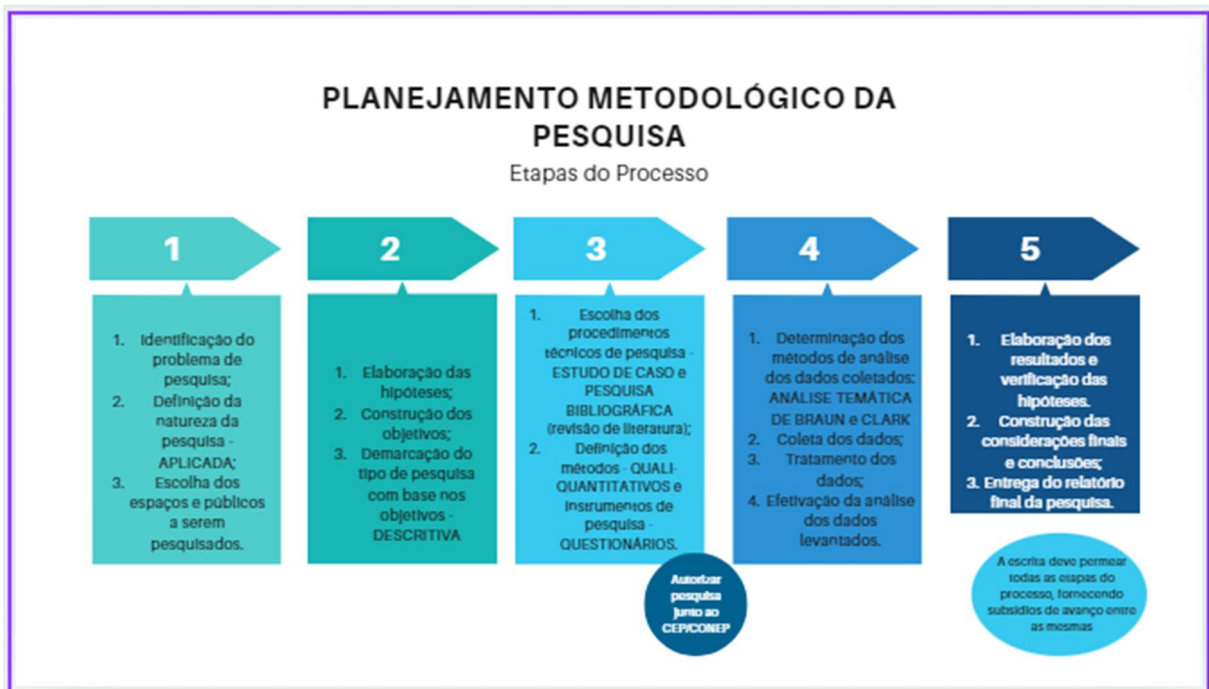 PLANEJAMENTO METODOLÓGICO DA
PESQUISA
Etapas do Processo
1
1. Identificação do
problema de
pesquisa;
2. Definição da
natureza da
pesquisa -
APLICADA;
3. Escolha dos
espaços e públicos
a serem
pesquisados.
2
1. Elaboração das
hipóteses;
2. Construção dos
objetivos;
3. Demarcação do
tipo de pesquisa
com base nos
objetivos -
DESCRITIVA
3
1. Escolha dos
procedimentos
técnicos de pesquisa -
ESTUDO DE CASO e
PESQUISA
BIBLIOGRÁFICA
(revisão de literatura);
2. Definição dos
métodos - QUALI-
QUANTITATIVOS e
Instrumentos de
pesquisa -
QUESTIONÁRIOS.
Autorizar
pesquisa
junto ao
CEP/CONEP
4
1. Determinação dos
métodos de análise
dos dados coletados:
ANÁLISE TEMÁTICA
DE BRAUN e CLARK
2. Coleta dos dados;
3. Tratamento dos
dados;
4. Efetivação da análise
dos dados
levantados.
5
1. Elaboração dos
resultados e
verificação das
hipóteses.
2. Construção das
considerações finais
e conclusões;
3. Entrega do relatório
final da pesquisa.
A escrita deve permear
todas as etapas do
processo, fornecendo
subsídios de avanço entre
as mesmas